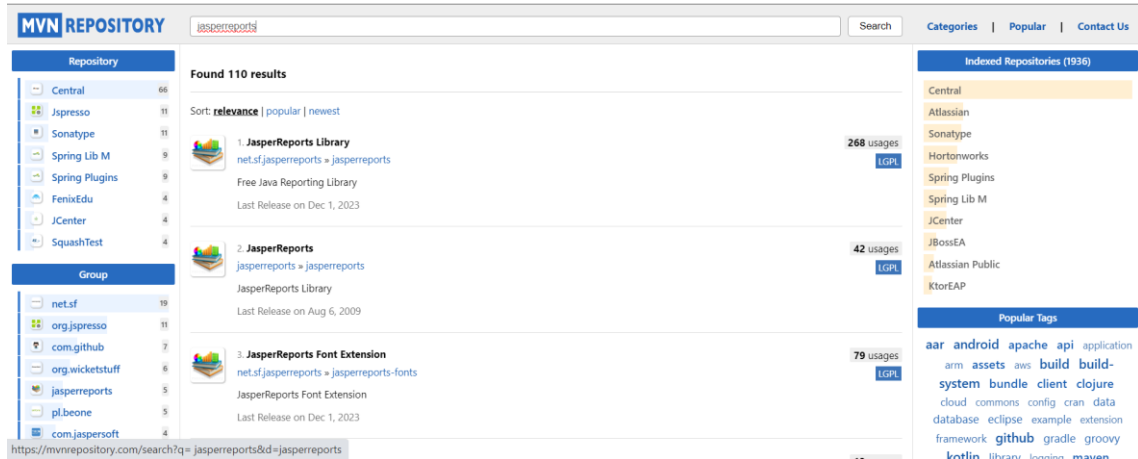 MVN REPOSITORY
jasperreports
Search
Categories | Popular | Contact Us
Repository
Central 66
Jspresso 11
Sonatype 11
Spring Lib M 9
Spring Plugins 9
FenixEdu 4
JCenter 4
SquashTest 4
Group
net.sf 19
org.jspresso 11
com.github 7
org.wicketstuff 6
jasperreports 5
pl.beone 5
com.jaspersoft 4
https://mvnrepository.com/search?q= jasperreports&d=jasperreports
Found 110 results
Sort: relevance | popular | newest
1. JasperReports Library
268 usages
net.sf.jasperreports » jasperreports
LGPL
Free Java Reporting Library
Last Release on Dec 1, 2023
2. JasperReports
42 usages
jasperreports » jasperreports
LGPL
JasperReports Library
Last Release on Aug 6, 2009
3. JasperReports Font Extension
79 usages
net.sf.jasperreports » jasperreports-fonts
LGPL
JasperReports Font Extension
Last Release on Dec 1, 2023
Indexed Repositories (1936)
Central
Atlassian
Sonatype
Hortonworks
Spring Plugins
Spring Lib M
JCenter
JBossEA
Atlassian Public
KtorEAP
Popular Tags
aar android apache api application
arm assets aws build build-
system bundle client clojure
cloud commons config cran data
database eclipse example extension
framework github gradle groovy
kotlin library logging maven